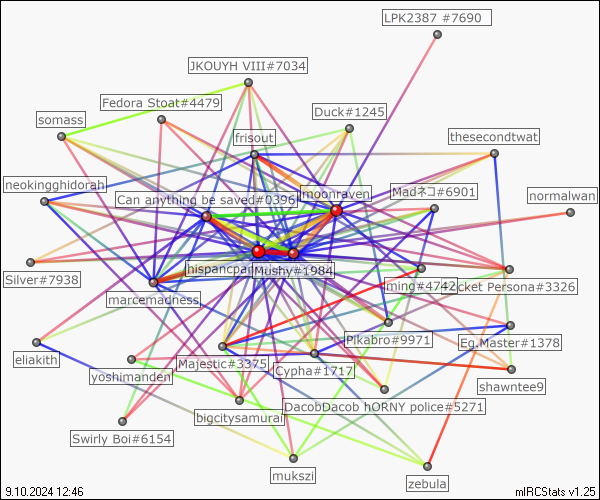 LPK2387 #7690
JKOUYH VIII#7034
Fedora Stoat#4479
Duck#1245
somass
frisout
thesecondtwat
neokingghidorah
Can anything be saved#0396
moonraven
Madネコ#6901
normalwan
Silver#7938
hispancpa
Mushy#1984
ming#4742
cket Persona#3326
marcemadness
eliakith
yoshimanden
Majestic#3375
Cypha#1717
Pikabro#9971
Eg.Master#1378
shawntee9
DacobDacob hORNY police#5271
bigcitysamurai
Swirly Boi#6154
mukszi
zebula
9.10.2024 12:46
mIRCStats v1.25